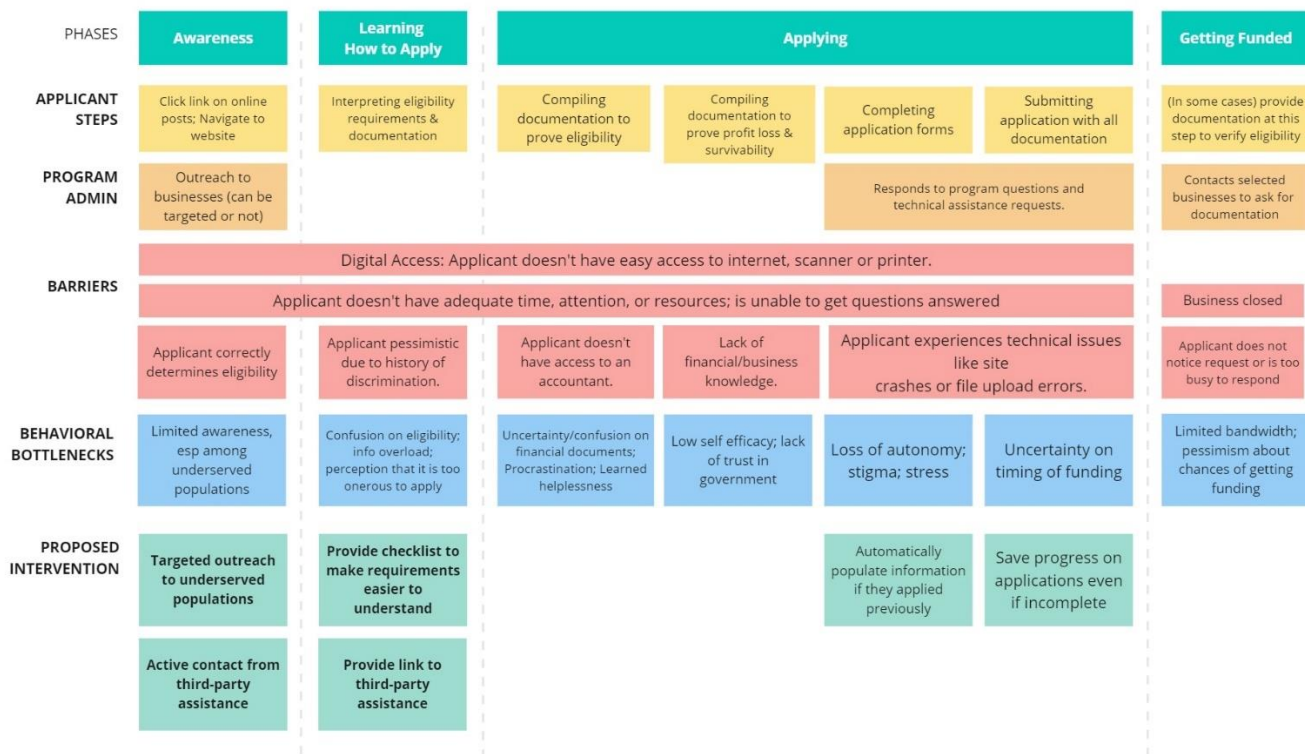 PHASES
Awareness
Learning
How to Apply
Applying
Getting Funded
APPLICANT
STEPS
Click link on online
posts; Navigate to
website
Interpreting eligibility
requirements &
documentation
Compiling
documentation to
prove eligibility
Compiling
documentation to
prove profit loss &
survivability
Completing
application forms
Submitting
application with all
documentation
(In some cases) provide
documentation at this
step to verify eligibility
PROGRAM
ADMIN
Outreach to
businesses (can be
targeted or not)
Responds to program questions and
technical assistance requests.
Contacts selected
businesses to ask for
documentation
BARRIERS
Digital Access: Applicant doesn't have easy access to internet, scanner or printer.
Applicant doesn't have adequate time, attention, or resources; is unable to get questions answered
Business closed
Applicant correctly
determines eligibility
Applicant pessimistic
due to history of
discrimination.
Applicant doesn't
have access to an
accountant.
Lack of
financial/business
knowledge.
Applicant experiences technical issues
like site
crashes or file upload errors.
Applicant does not
notice request or is too
busy to respond
BEHAVIORAL
BOTTLENECKS
Limited awareness,
esp among
underserved
populations
Confusion on eligibility;
info overload;
perception that it is too
onerous to apply
Uncertainty/confusion on
financial documents;
Procrastination; Learned
helplessness
Low self efficacy; lack
of trust in
government
Loss of autonomy;
stigma; stress
Uncertainty on
timing of funding
Limited bandwidth;
pessimism about
chances of getting
funding
PROPOSED
INTERVENTION
Targeted outreach
to underserved
populations
Provide checklist to
make requirements
easier to
understand
Automatically
populate information
if they applied
previously
Save progress on
applications even
if incomplete
Active contact from
third-party
assistance
Provide link to
third-party
assistance